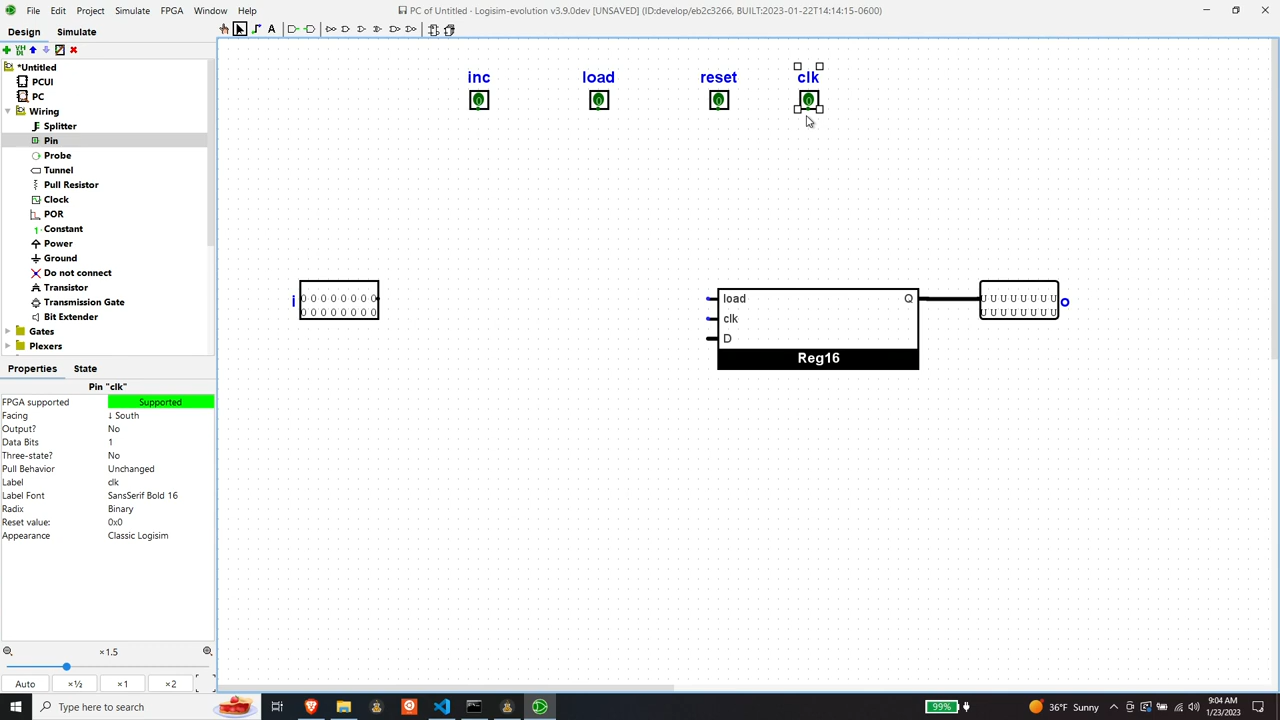 PC of Untitled - Logisim-evolution v3.9.0dev [UNSAVED] (ID:develop/eb2c3266, BUILT:2023-01-22T14:14:15-0600)
File Edit Project Simulate FPGA Window Help
Design Simulate
A
*Untitled
PCUI
PC
Wiring
Splitter
Pin
Probe
Tunnel
Pull Resistor
Clock
POR
Constant
Power
Ground
Do not connect
Transistor
Transmission Gate
Bit Extender
Gates
Plexers
Properties State
Pin "clk"
FPGA supported Supported
Facing ↓ South
Output? No
Data Bits 1
Three-state? No
Pull Behavior Unchanged
Label clk
Label Font SansSerif Bold 16
Radix Binary
Reset value: 0x0
Appearance Classic Logisim
×1.5
Auto ×½ ×1 ×2
inc load reset clk
0 0 0 0
i 0 0 0 0 0 0 0 0
0 0 0 0 0 0 0 0
load Q
clk
D
Reg16
U U U U U U U U o
U U U U U U U U
Type here to search
99%
36°F Sunny
9:04 AM
1/23/2023